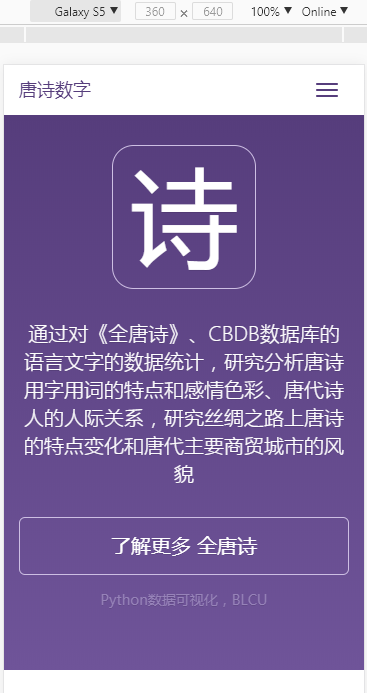 Galaxy S5 360 × 640 100% Online
唐诗数字
诗
通过对《全唐诗》、CBDB数据库的
语言文字的数据统计，研究分析唐诗
用字用词的特点和感情色彩、唐代诗
人的人际关系，研究丝绸之路上唐诗
的特点变化和唐代主要商贸城市的风
貌
了解更多 全唐诗
Python数据可视化，BLCU